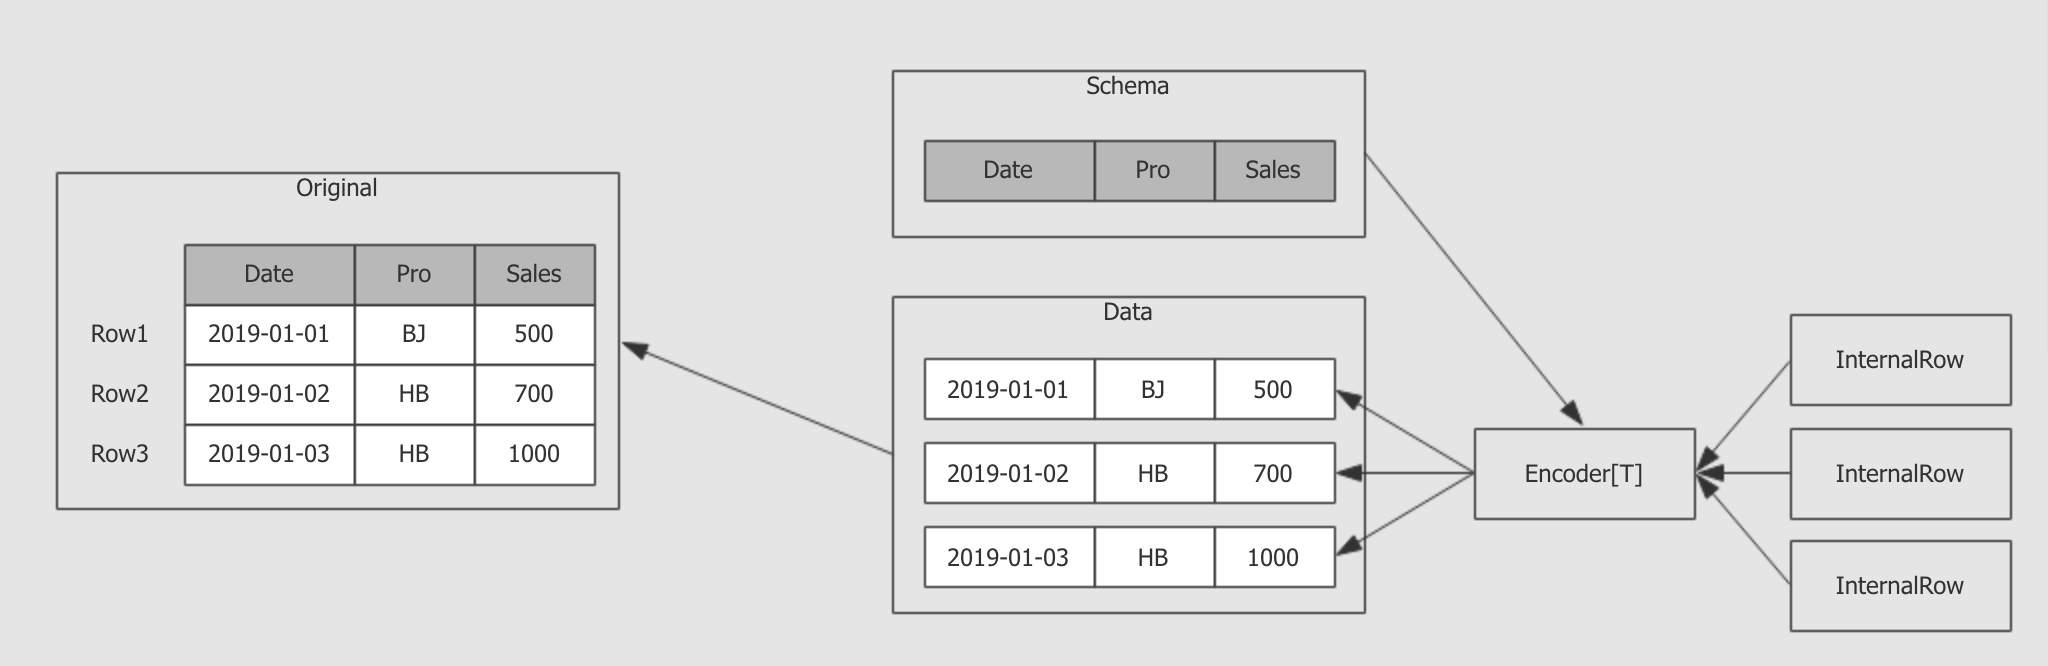 Original
Date Pro Sales
Row1 2019-01-01 BJ 500
Row2 2019-01-02 HB 700
Row3 2019-01-03 HB 1000
Schema
Date Pro Sales
Data
2019-01-01 BJ 500
2019-01-02 HB 700
2019-01-03 HB 1000
Encoder[T]
InternalRow
InternalRow
InternalRow